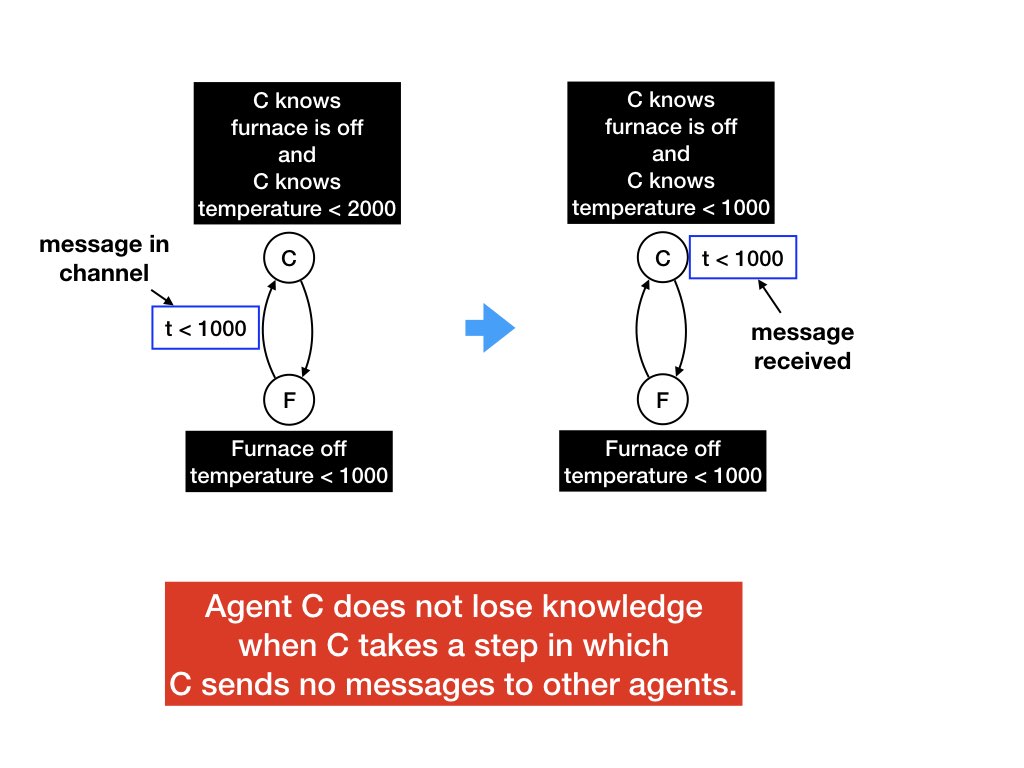 C knows
furnace is off
and
C knows
temperature < 2000
C knows
furnace is off
and
C knows
temperature < 1000
message in
channel
C
t < 1000
F
Furnace off
temperature < 1000
C
t < 1000
message
received
F
Furnace off
temperature < 1000
Agent C does not lose knowledge
when C takes a step in which
C sends no messages to other agents.